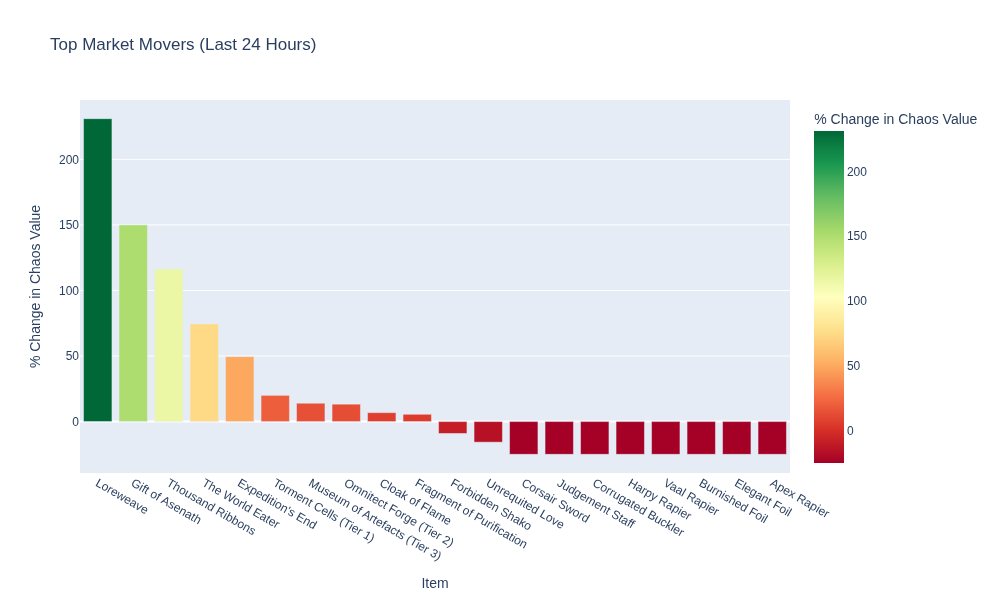 Top Market Movers (Last 24 Hours)
% Change in Chaos Value
200
150
100
50
0
% Change in Chaos Value
200
150
100
50
0
Loreweave
Gift of Asenath
Thousand Ribbons
The World Eater
Expedition's End
Torment Cells (Tier 1)
Museum of Artefacts (Tier 3)
Omnitect Forge (Tier 2)
Cloak of Flame
Fragment of Purification
Forbidden Shako
Unrequited Love
Corsair Sword
Judgement Staff
Corrugated Buckler
Harpy Rapier
Vaal Rapier
Burnished Foil
Elegant Foil
Apex Rapier
Item